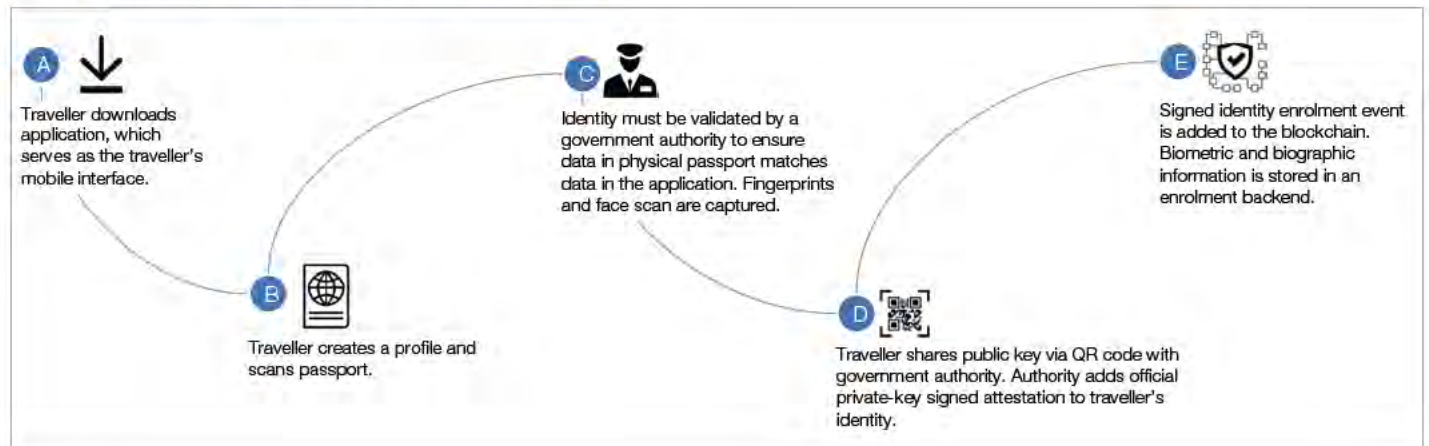 A
Traveller downloads
application, which
serves as the traveller's
mobile interface.
B
Traveller creates a profile and
scans passport.
C
Identity must be validated by a
government authority to ensure
data in physical passport matches
data in the application. Fingerprints
and face scan are captured.
D
Traveller shares public key via QR code with
government authority. Authority adds official
private-key signed attestation to traveller's
identity.
E
Signed identity enrolment event
is added to the blockchain.
Biometric and biographic
information is stored in an
enrolment backend.